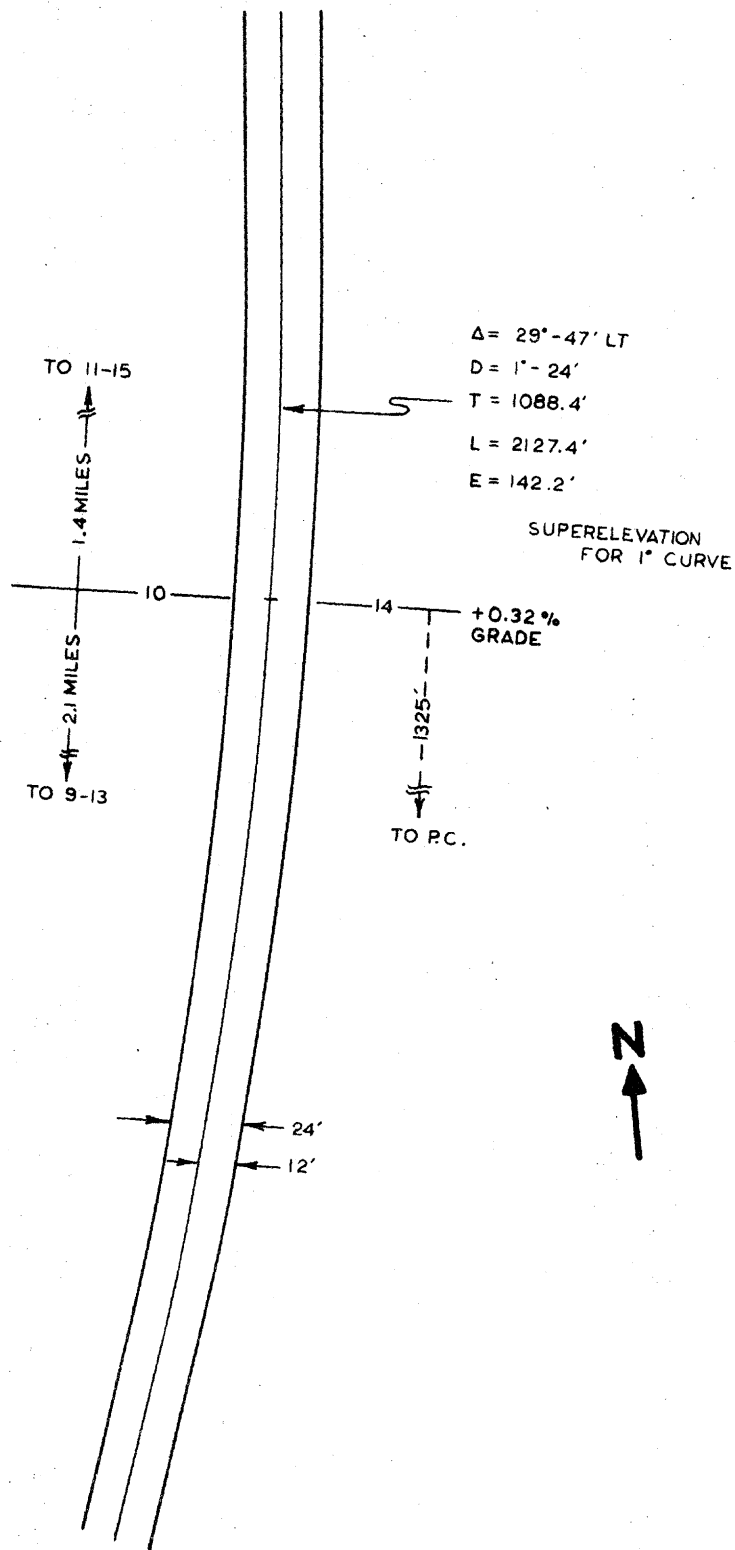 Δ= 29°-47' LT
D = 1°-24'
TO 11-15
T = 1088.4'
L = 2127.4'
E = 142.2'
1.4 MILES
SUPERELEVATION
FOR 1° CURVE
10
14
+0.32%
GRADE
2.1 MILES
1325'
TO 9-13
TO P.C.
N
24'
12'